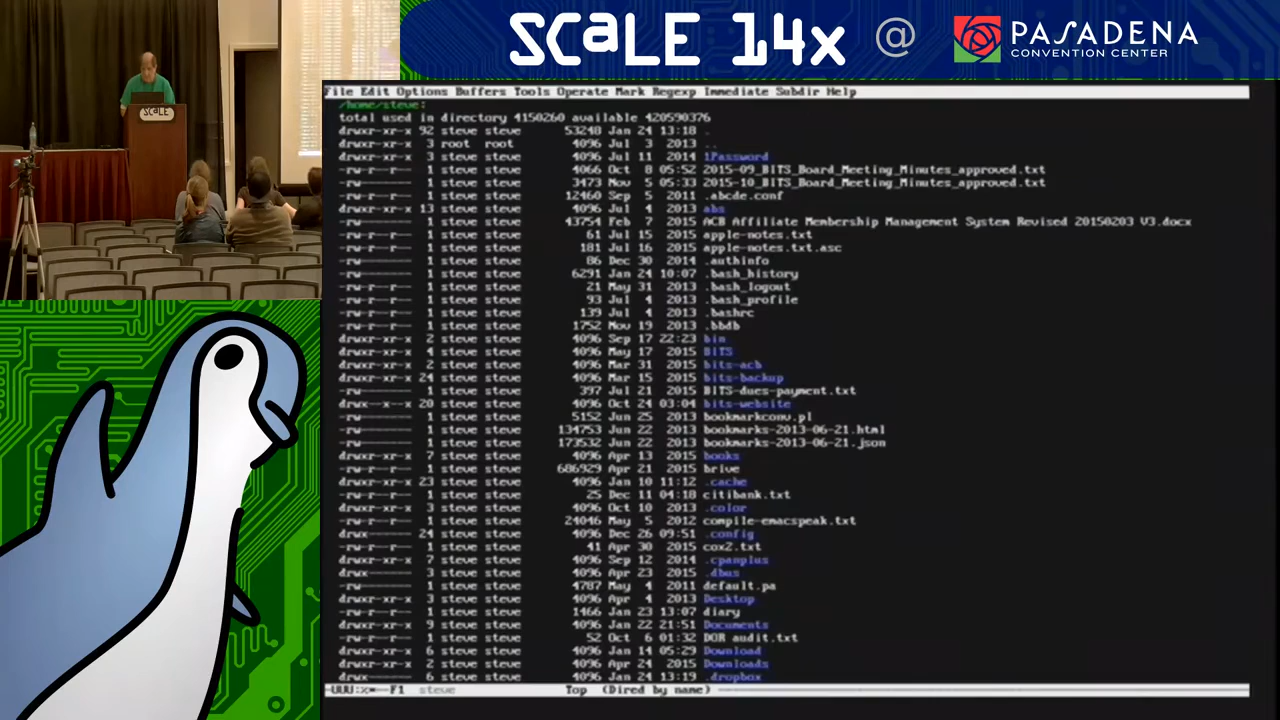 SCaLE 14x @ PASADENA
CONVENTION CENTER
SCALE
File Edit Options Buffers Tools Operate Mark Regexp Immediate Subdir Help
/home/steve:
total used in directory 4150260 available 420590376
drwxr-xr-x 92 steve steve 53248 Jan 24 13:18 .
drwxr-xr-x 3 root root 4096 Jul 3 2013 ..
drwxr-xr-x 3 steve steve 4096 Jul 11 2014 1Password
-rw-r--r-- 1 steve steve 4066 Oct 8 05:52 2015-09_BITS_Board_Meeting_Minutes_approved.txt
-rw------- 1 steve steve 3473 Nov 5 05:33 2015-10_BITS_Board_Meeting_Minutes_approved.txt
-rw-r--r-- 1 steve steve 12460 Sep 5 2011 .abcde.conf
drwxr-xr-x 13 steve steve 4096 Jul 4 2013 abs
-rw-r--r-- 1 steve steve 43754 Feb 7 2015 ACB Affiliate Membership Management System Revised 20150203 V3.docx
-rw-r--r-- 1 steve steve 61 Jul 15 2015 apple-notes.txt
-rw-r--r-- 1 steve steve 181 Jul 16 2015 apple-notes.txt.asc
-rw------- 1 steve steve 86 Dec 30 2014 .authinfo
-rw------- 1 steve steve 6291 Jan 24 10:07 .bash_history
-rw-r--r-- 1 steve steve 21 May 31 2013 .bash_logout
-rw-r--r-- 1 steve steve 93 Jul 4 2013 .bash_profile
-rw-r--r-- 1 steve steve 139 Jul 4 2013 .bashrc
-rw-r--r-- 1 steve steve 1752 Nov 19 2013 .bbdb
drwxr-xr-x 2 steve steve 4096 Sep 17 22:23 bin
drwxr-xr-x 4 steve steve 4096 May 17 2015 BITS
drwxr-xr-x 2 steve steve 4096 Mar 31 2015 bits-acb
drwxr-xr-x 24 steve steve 4096 Mar 15 2015 bits-backup
-rw------- 1 steve steve 397 Jul 21 2015 BITS-dues-payment.txt
drwx--x--x 20 steve steve 4096 Oct 24 03:04 bits-website
-rw------- 1 steve steve 5152 Jun 25 2013 bookmarkconv.pl
-rw------- 1 steve steve 134753 Jun 22 2013 bookmarks-2013-06-21.html
-rw------- 1 steve steve 173532 Jun 22 2013 bookmarks-2013-06-21.json
drwxr-xr-x 7 steve steve 4096 Apr 13 2015 books
-rw------- 1 steve steve 686929 Apr 21 2015 brive
drwxr-xr-x 23 steve steve 4096 Jan 10 11:12 .cache
-rw-r--r-- 1 steve steve 25 Dec 11 04:18 citibank.txt
drwxr-xr-x 3 steve steve 4096 Oct 10 2013 .color
-rw-r--r-- 1 steve steve 24046 May 5 2012 compile-emacspeak.txt
drwx------ 24 steve steve 4096 Dec 26 09:51 .config
-rw-r--r-- 1 steve steve 41 Apr 30 2015 cox2.txt
drwxr-xr-x 7 steve steve 4096 Sep 12 2014 .cpanplus
drwx------ 3 steve steve 4096 Apr 23 2015 .dbus
-rw------- 1 steve steve 4787 May 4 2011 default.pa
drwxr-xr-x 4 steve steve 4096 Apr 4 2013 Desktop
-rw-r--r-- 1 steve steve 1466 Jan 23 13:07 diary
drwxr-xr-x 9 steve steve 4096 Jan 22 21:51 Documents
-rw-r--r-- 1 steve steve 52 Oct 6 01:32 DOR audit.txt
drwxr-xr-x 6 steve steve 4096 Jan 14 05:29 Download
drwxr-xr-x 2 steve steve 4096 Apr 24 2015 Downloads
drwx------ 6 steve steve 4096 Jan 24 13:19 .dropbox
-UUU:%*--F1 steve Top (Dired by name)